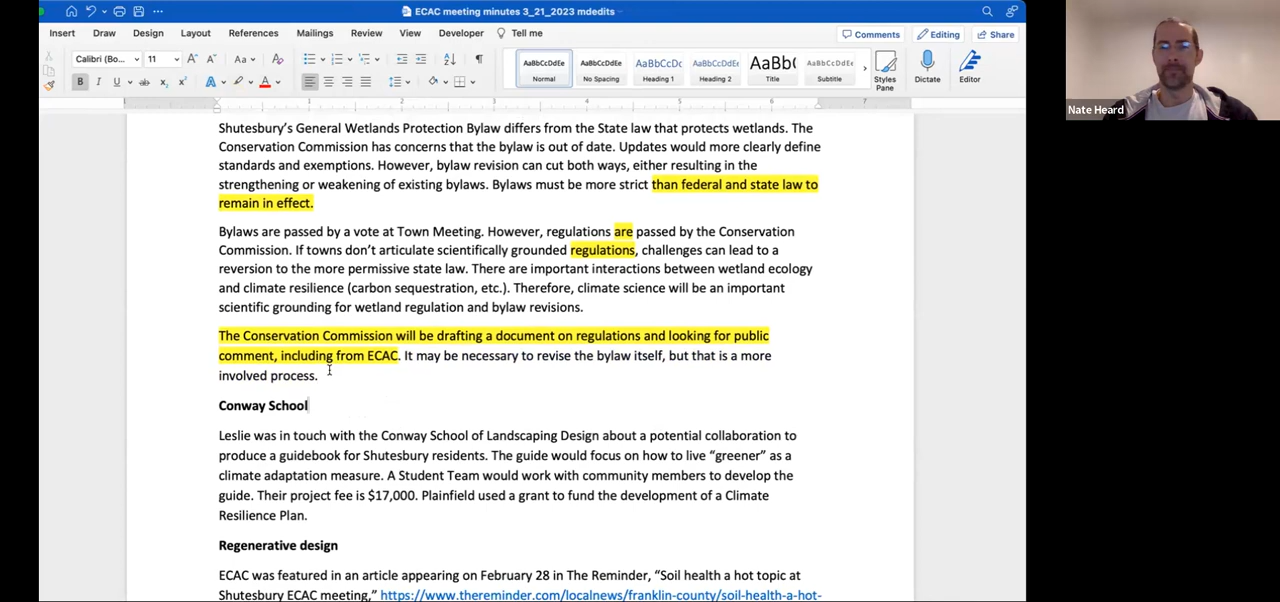 ECAC meeting minutes 3_21_2023 mdedits
Insert Draw Design Layout References Mailings Review View Developer Tell me
Comments Editing Share
Calibri (Bo... 11 A A Aa A
AaBbCcDdEe AaBbCcDdEe AaBbCcDc AaBbCcDdE AaBb( AaBbCcDdEe
B I U ab x₂ x² A A
Normal No Spacing Heading 1 Heading 2 Title Subtitle
Styles Pane Dictate Editor
1 2 3 4 5 6 7
Shutesbury's General Wetlands Protection Bylaw differs from the State law that protects wetlands. The
Conservation Commission has concerns that the bylaw is out of date. Updates would more clearly define
standards and exemptions. However, bylaw revision can cut both ways, either resulting in the
strengthening or weakening of existing bylaws. Bylaws must be more strict than federal and state law to
remain in effect.
Bylaws are passed by a vote at Town Meeting. However, regulations are passed by the Conservation
Commission. If towns don't articulate scientifically grounded regulations, challenges can lead to a
reversion to the more permissive state law. There are important interactions between wetland ecology
and climate resilience (carbon sequestration, etc.). Therefore, climate science will be an important
scientific grounding for wetland regulation and bylaw revisions.
The Conservation Commission will be drafting a document on regulations and looking for public
comment, including from ECAC. It may be necessary to revise the bylaw itself, but that is a more
involved process.
Conway School
Leslie was in touch with the Conway School of Landscaping Design about a potential collaboration to
produce a guidebook for Shutesbury residents. The guide would focus on how to live "greener" as a
climate adaptation measure. A Student Team would work with community members to develop the
guide. Their project fee is $17,000. Plainfield used a grant to fund the development of a Climate
Resilience Plan.
Regenerative design
ECAC was featured in an article appearing on February 28 in The Reminder, "Soil health a hot topic at
Shutesbury ECAC meeting," https://www.thereminder.com/localnews/franklin-county/soil-health-a-hot-
Nate Heard